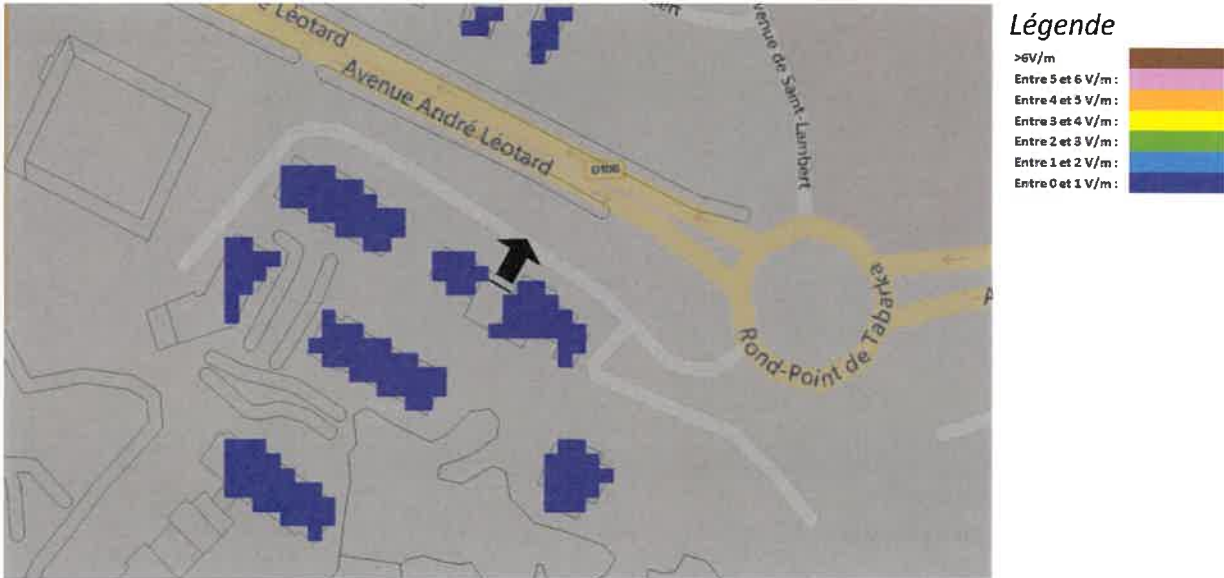 Léotard
Avenue André Léotard
Avenue de Saint-Lambert
Rond-Point de Tabarka
A
Légende
>6V/m
Entre 5 et 6 V/m :
Entre 4 et 5 V/m :
Entre 3 et 4 V/m :
Entre 2 et 3 V/m :
Entre 1 et 2 V/m :
Entre 0 et 1 V/m :